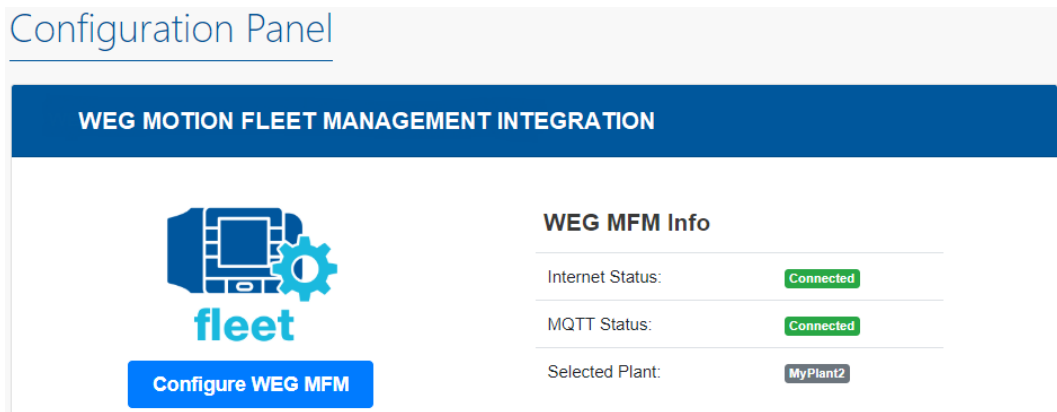 Configuration Panel
WEG MOTION FLEET MANAGEMENT INTEGRATION
fleet
Configure WEG MFM
WEG MFM Info
Internet Status: Connected
MQTT Status: Connected
Selected Plant: MyPlant2